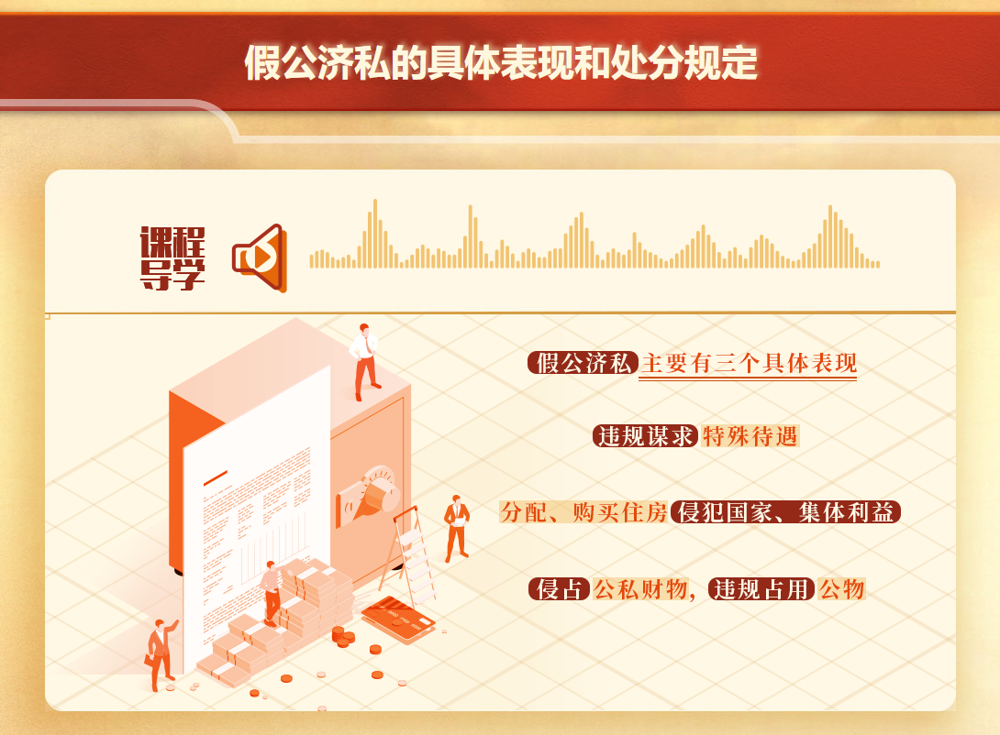 假公济私的具体表现和处分规定
课程
导学
假公济私主要有三个具体表现
违规谋求特殊待遇
分配、购买住房侵犯国家、集体利益
侵占公私财物，违规占用公物